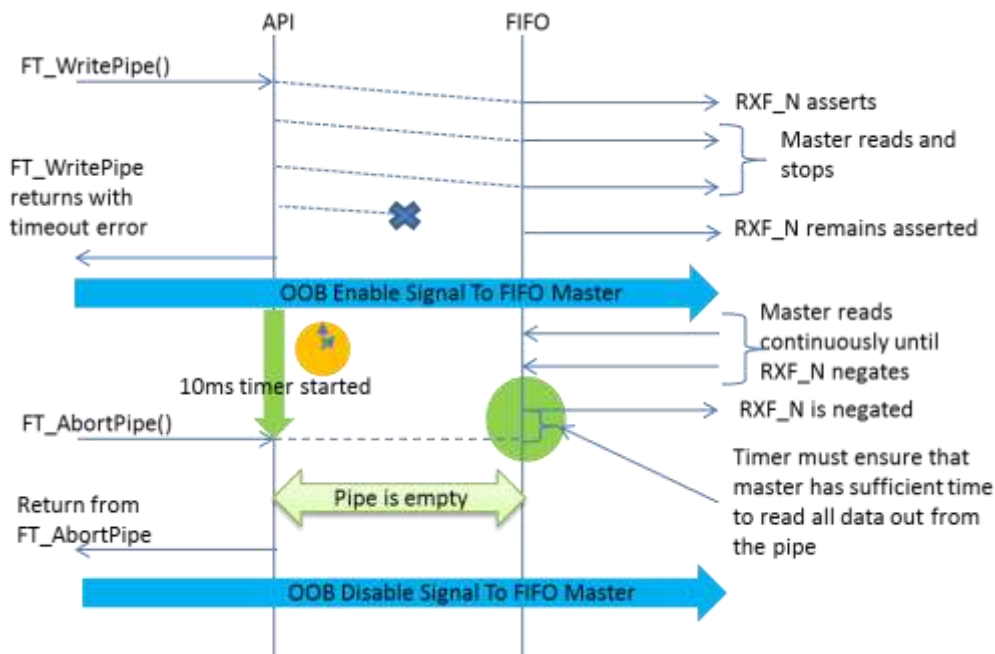 API
FIFO
FT_WritePipe()
RXF_N asserts
Master reads and
stops
FT_WritePipe
returns with
timeout error
RXF_N remains asserted
OOB Enable Signal To FIFO Master
Master reads
continuously until
RXF_N negates
10ms timer started
RXF_N is negated
FT_AbortPipe()
Timer must ensure that
master has sufficient time
to read all data out from
the pipe
Pipe is empty
Return from
FT_AbortPipe
OOB Disable Signal To FIFO Master